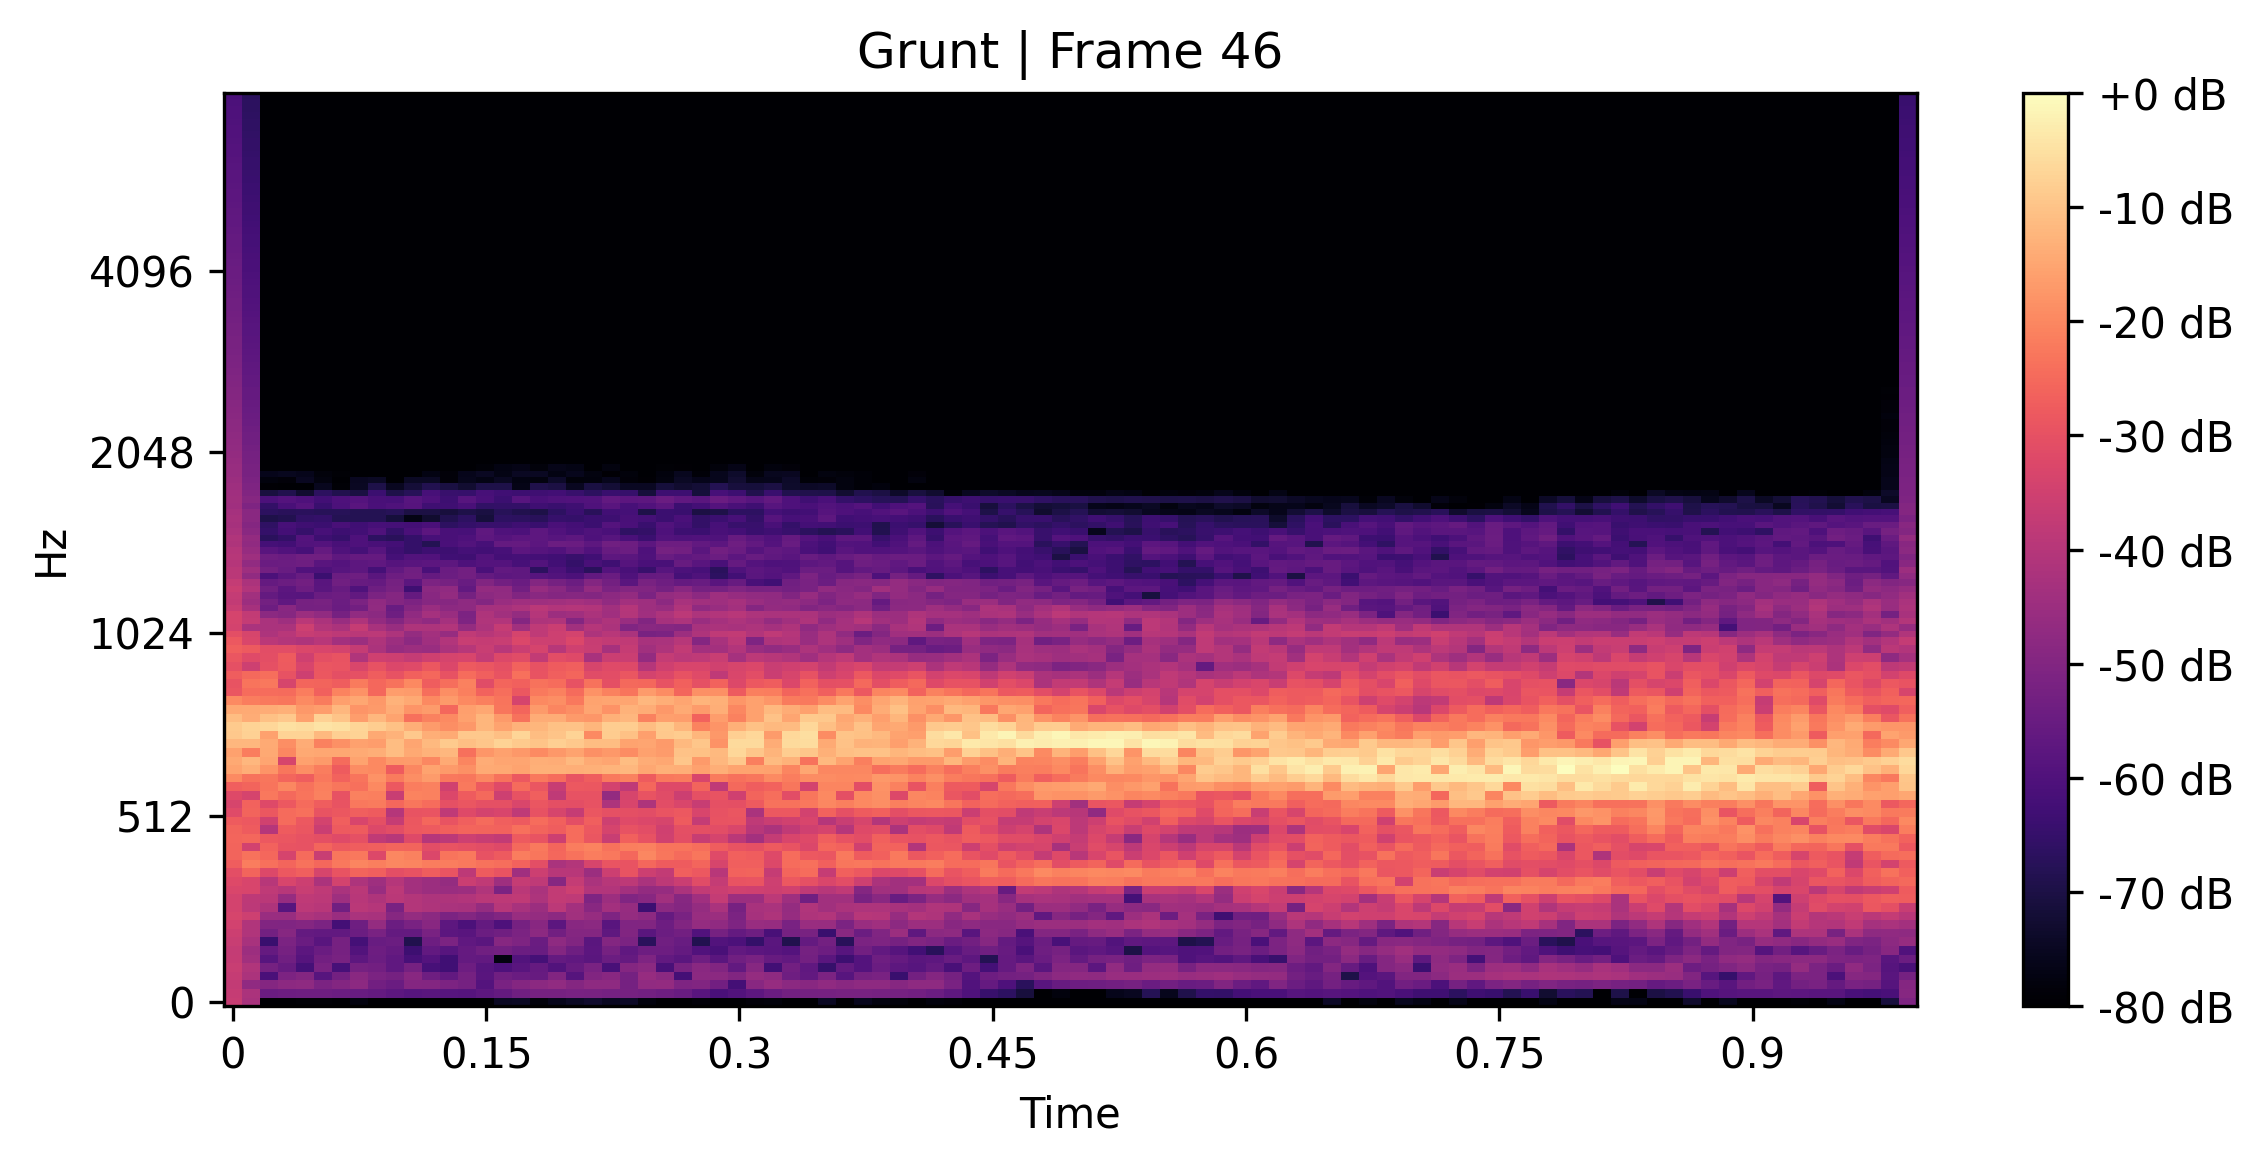 Grunt | Frame 46
+0 dB
-10 dB
-20 dB
-30 dB
-40 dB
-50 dB
-60 dB
-70 dB
-80 dB
Hz
4096
2048
1024
512
0
0 0.15 0.3 0.45 0.6 0.75 0.9
Time